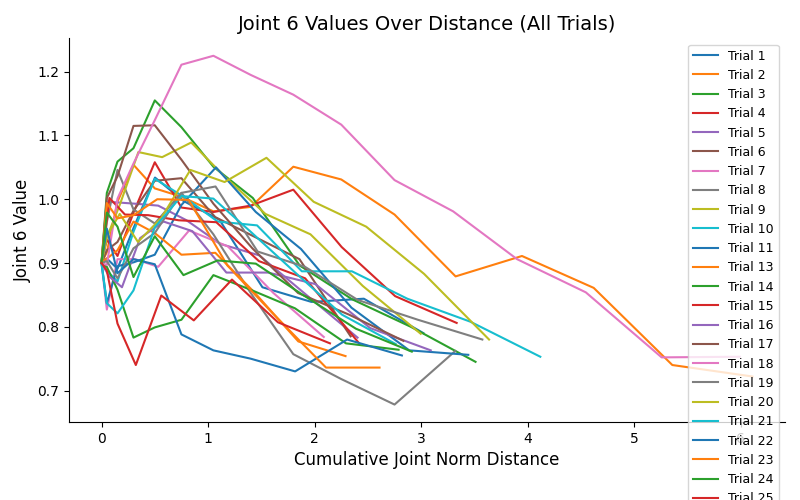 Joint 6 Values Over Distance (All Trials)
Joint 6 Value
1.2
1.1
1.0
0.9
0.8
0.7
0
1
2
3
4
5
6
Cumulative Joint Norm Distance
Trial 1
Trial 2
Trial 3
Trial 4
Trial 5
Trial 6
Trial 7
Trial 8
Trial 9
Trial 10
Trial 11
Trial 13
Trial 14
Trial 15
Trial 16
Trial 17
Trial 18
Trial 19
Trial 20
Trial 21
Trial 22
Trial 23
Trial 24
Trial 25